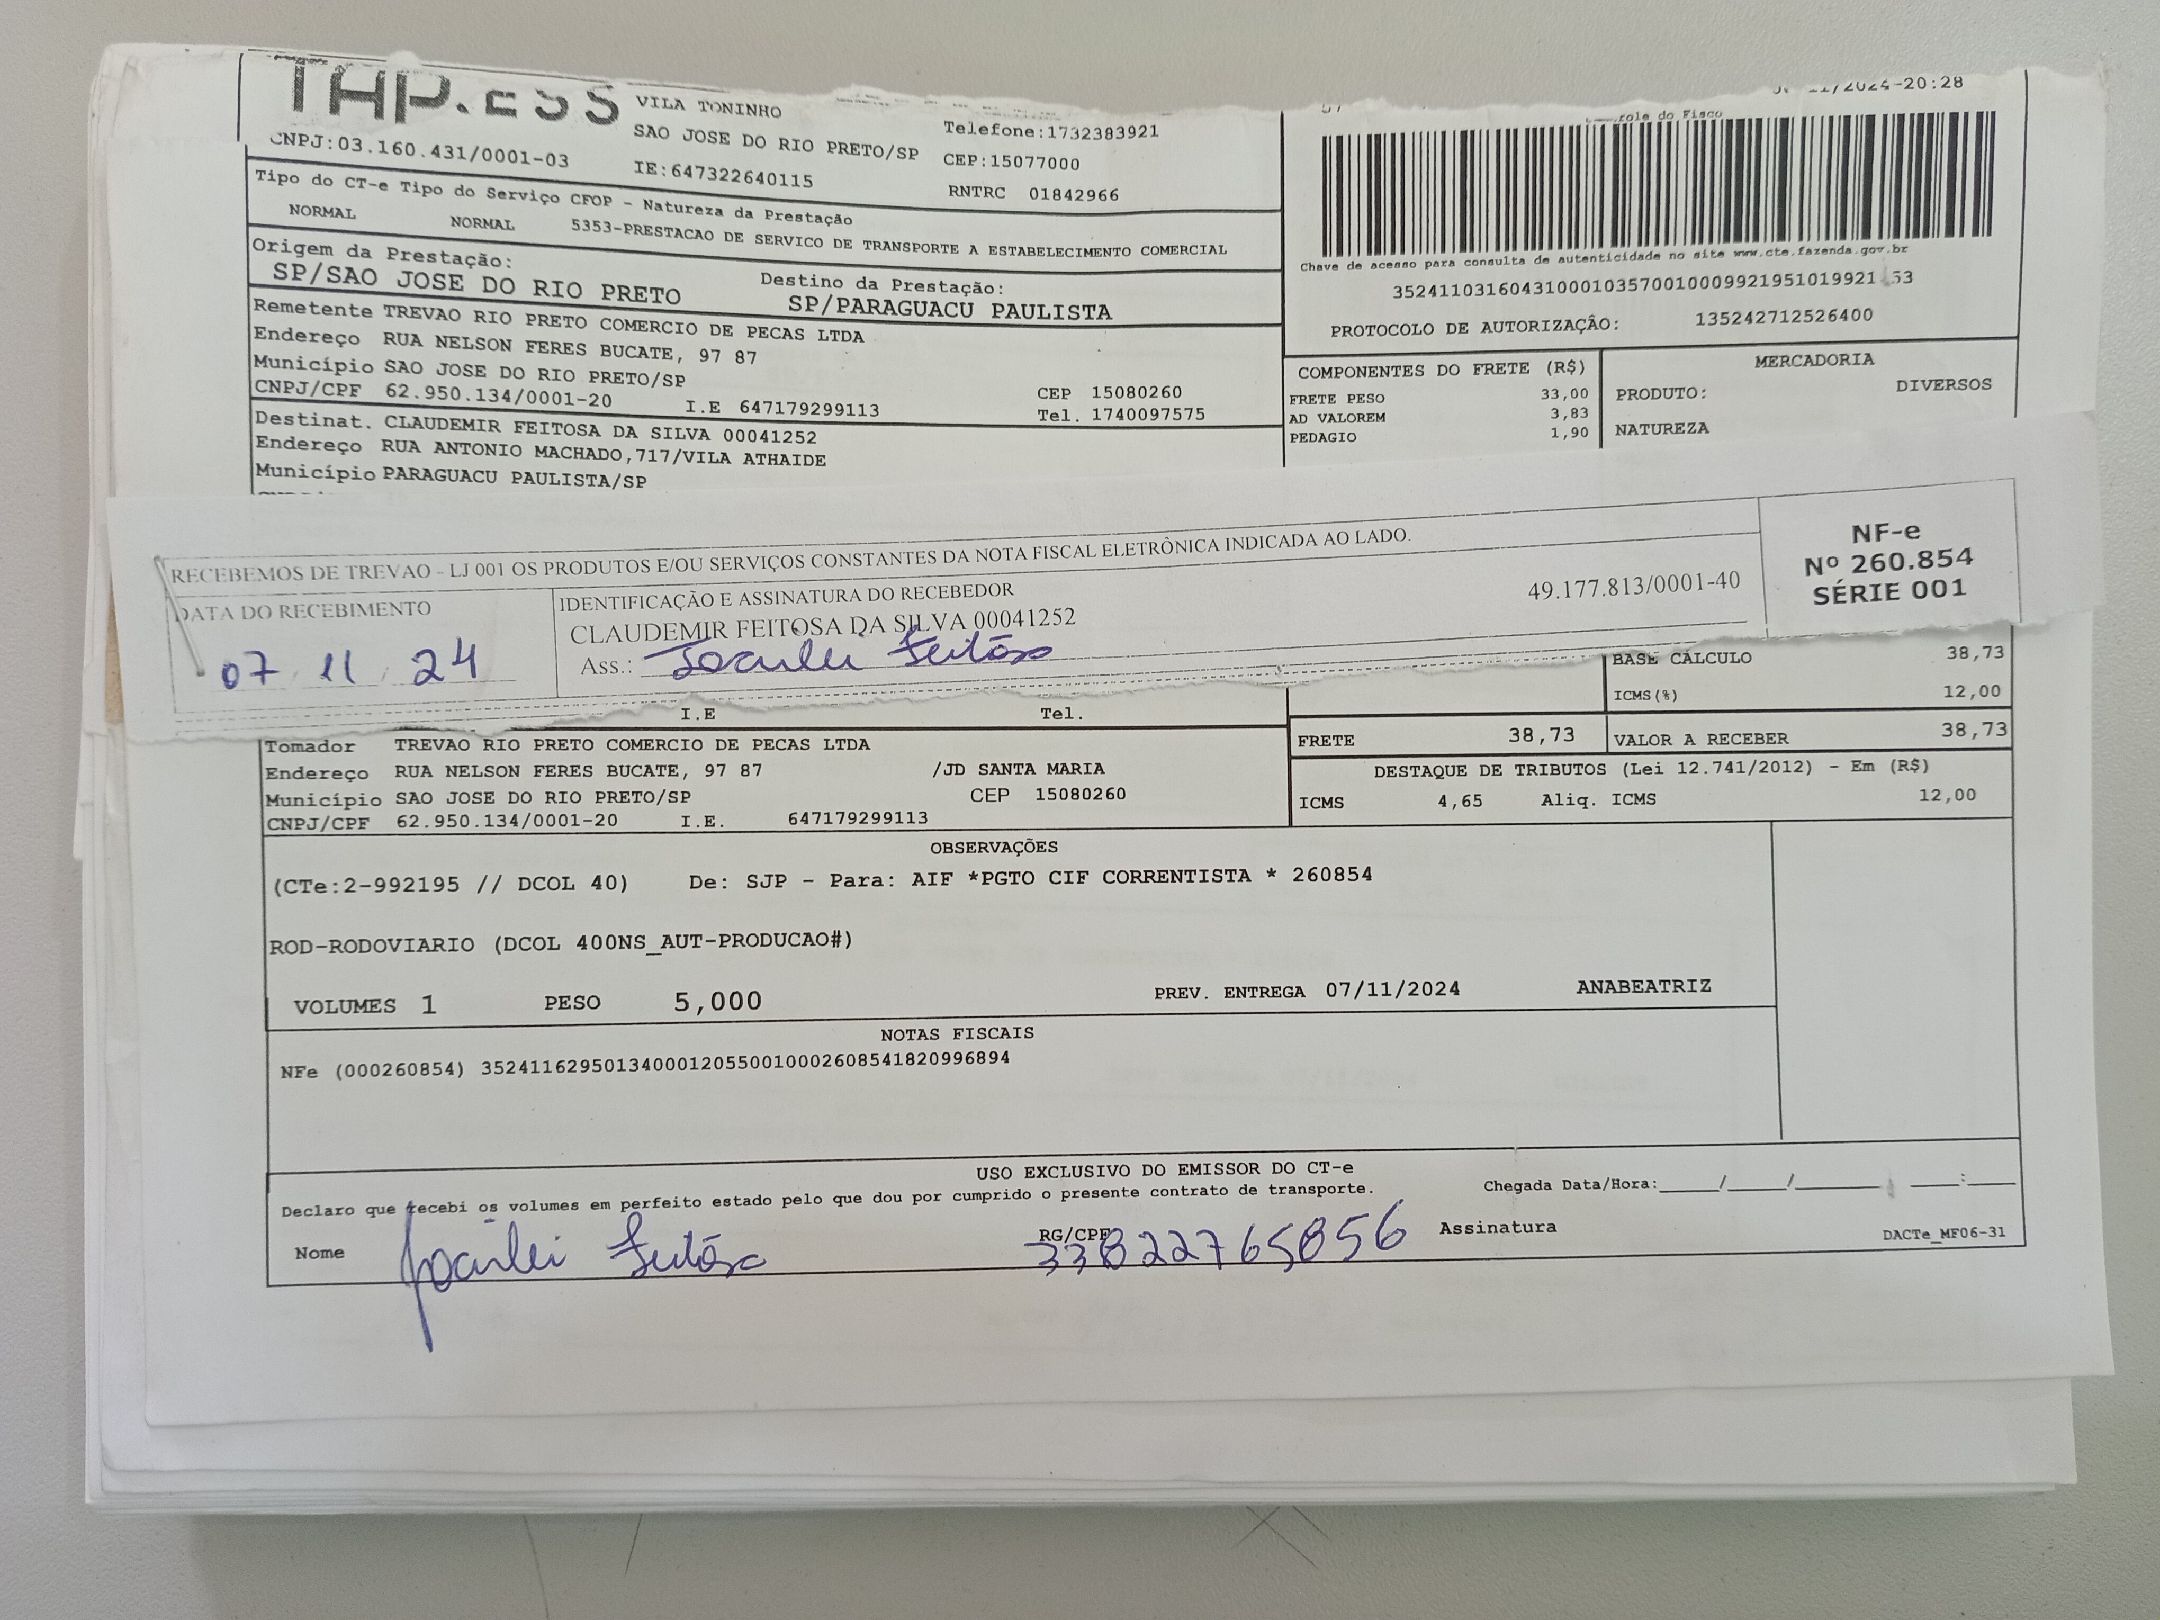 VILA TONINHO
SAO JOSE DO RIO PRETO/SP
Telefone:1732383921
CNPJ:03.160.431/0001-03
IE:647322640115
CEP:15077000
RNTRC 01842966
/2024-20:28
role do Fisco
Tipo do CT-e Tipo do Serviço CFOP - Natureza da Prestação
NORMAL NORMAL 5353-PRESTACAO DE SERVICO DE TRANSPORTE A ESTABELECIMENTO COMERCIAL
Chave de acesso para consulta de autenticidade no site www.cte.fazenda.gov.br
PROTOCOLO DE AUTORIZAÇÃO: 135242712526400
Origem da Prestação:
SP/SAO JOSE DO RIO PRETO
Destino da Prestação:
SP/PARAGUACU PAULISTA
Remetente TREVAO RIO PRETO COMERCIO DE PECAS LTDA
Endereço RUA NELSON FERES BUCATE, 97 87
Município SAO JOSE DO RIO PRETO/SP
CEP 15080260
CNPJ/CPF 62.950.134/0001-20 I.E 647179299113 Tel. 1740097575
COMPONENTES DO FRETE (R$)
FRETE PESO 33,00
AD VALOREM 3,83
PEDAGIO 1,90
MERCADORIA
PRODUTO: DIVERSOS
NATUREZA
Destinat. CLAUDEMIR FEITOSA DA SILVA 00041252
Endereço RUA ANTONIO MACHADO,717/VILA ATHAIDE
Município PARAGUACU PAULISTA/SP
RECEBEMOS DE TREVAO - LJ 001 OS PRODUTOS E/OU SERVIÇOS CONSTANTES DA NOTA FISCAL ELETRÔNICA INDICADA AO LADO.
NF-e
Nº 260.854
SÉRIE 001
DATA DO RECEBIMENTO
07 11 24
IDENTIFICAÇÃO E ASSINATURA DO RECEBEDOR
CLAUDEMIR FEITOSA DA SILVA 00041252
49.177.813/0001-40
Ass.: Joculei Feitósa
BASE CÁLCULO 38,73
ICMS(%) 12,00
I.E Tel.
FRETE 38,73
VALOR A RECEBER 38,73
Tomador TREVAO RIO PRETO COMERCIO DE PECAS LTDA
Endereço RUA NELSON FERES BUCATE, 97 87 /JD SANTA MARIA
Município SAO JOSE DO RIO PRETO/SP CEP 15080260
CNPJ/CPF 62.950.134/0001-20 I.E. 647179299113
DESTAQUE DE TRIBUTOS (Lei 12.741/2012) - Em (R$)
ICMS 4,65 Aliq. ICMS 12,00
OBSERVAÇÕES
(CTe:2-992195 // DCOL 40) De: SJP - Para: AIF *PGTO CIF CORRENTISTA * 260854
ROD-RODOVIARIO (DCOL 400NS_AUT-PRODUCAO#)
VOLUMES 1 PESO 5,000 PREV. ENTREGA 07/11/2024 ANABEATRIZ
NOTAS FISCAIS
NFe (000260854) 35241162950134000120550010002608541820996894
USO EXCLUSIVO DO EMISSOR DO CT-e
Declaro que recebi os volumes em perfeito estado pelo que dou por cumprido o presente contrato de transporte.
Chegada Data/Hora:____/____/____ ____:____
Nome Feitósa
RG/CPF 33822765856
Assinatura
DACTe_MF06-31